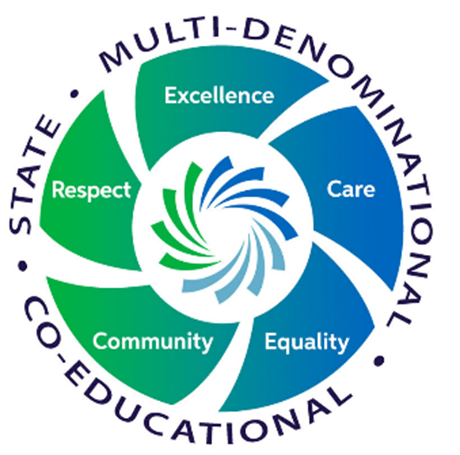 STATE • MULTI-DENOMINATIONAL • CO-EDUCATIONAL •
Excellence
Care
Equality
Community
Respect